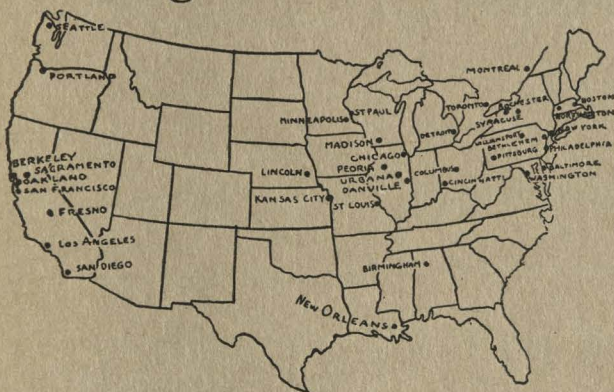 SEATTLE
PORTLAND
BERKELEY
SACRAMENTO
OAKLAND
SAN FRANCISCO
FRESNO
LOS ANGELES
SAN DIEGO
MINNEAPOLIS
ST PAUL
MADISON
CHICAGO
PEORIA
URBANA
DANVILLE
LINCOLN
KANSAS CITY
ST LOUIS
DETROIT
COLUMBUS
CINCINHATTI
BIRMINGHAM
NEW ORLEANS
MONTREAL
TORONTO
ROCHESTER
SYRACUSE
BOSTON
NEW YORK
BETHLEHEM
PITTSBURG
PHILADELPHIA
BALTIMORE
WASHINGTON